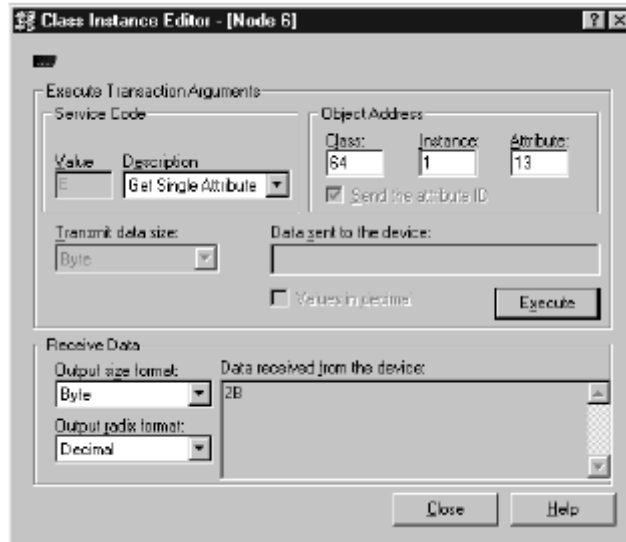 Class Instance Editor - [Node 6]
Execute Transaction Arguments
Service Code
Object Address
Value
Description
Class:
Instance:
Attribute:
E
Get Single Attribute
64
1
13
Send the attribute ID
Transmit data size:
Data sent to the device:
Byte
Values in decimal
Execute
Receive Data
Output size format:
Data received from the device:
Byte
2B
Output radix format:
Decimal
Close
Help